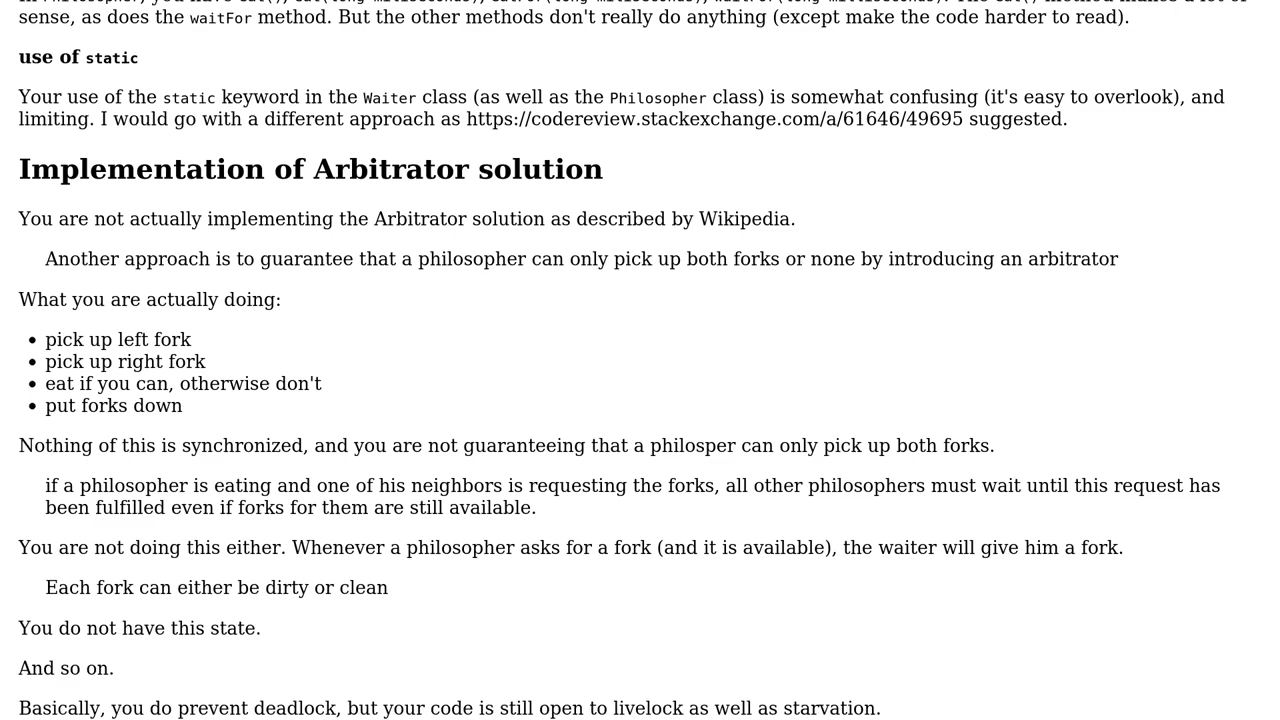 sense, as does the waitFor method. But the other methods don't really do anything (except make the code harder to read).
use of static
Your use of the static keyword in the Waiter class (as well as the Philosopher class) is somewhat confusing (it's easy to overlook), and
limiting. I would go with a different approach as https://codereview.stackexchange.com/a/61646/49695 suggested.
Implementation of Arbitrator solution
You are not actually implementing the Arbitrator solution as described by Wikipedia.
Another approach is to guarantee that a philosopher can only pick up both forks or none by introducing an arbitrator
What you are actually doing:
• pick up left fork
• pick up right fork
• eat if you can, otherwise don't
• put forks down
Nothing of this is synchronized, and you are not guaranteeing that a philosper can only pick up both forks.
if a philosopher is eating and one of his neighbors is requesting the forks, all other philosophers must wait until this request has
been fulfilled even if forks for them are still available.
You are not doing this either. Whenever a philosopher asks for a fork (and it is available), the waiter will give him a fork.
Each fork can either be dirty or clean
You do not have this state.
And so on.
Basically, you do prevent deadlock, but your code is still open to livelock as well as starvation.